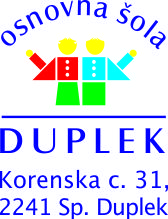 osnovna šola
DUPLEK
Korenska c. 31,
2241 Sp. Duplek